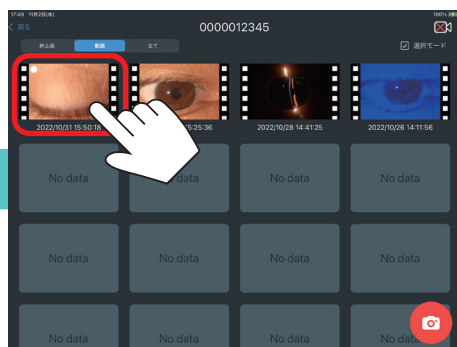 17:49 11月2日(水)
100%
戻る
0000012345
静止画
動画
全て
選択モード
2022/10/31 15:50:18
5:25:36
2022/10/28 14:41:25
2022/10/26 14:11:56
No data
No data
No data
No data
No data
No data
No data
No data
No data
No data
No data